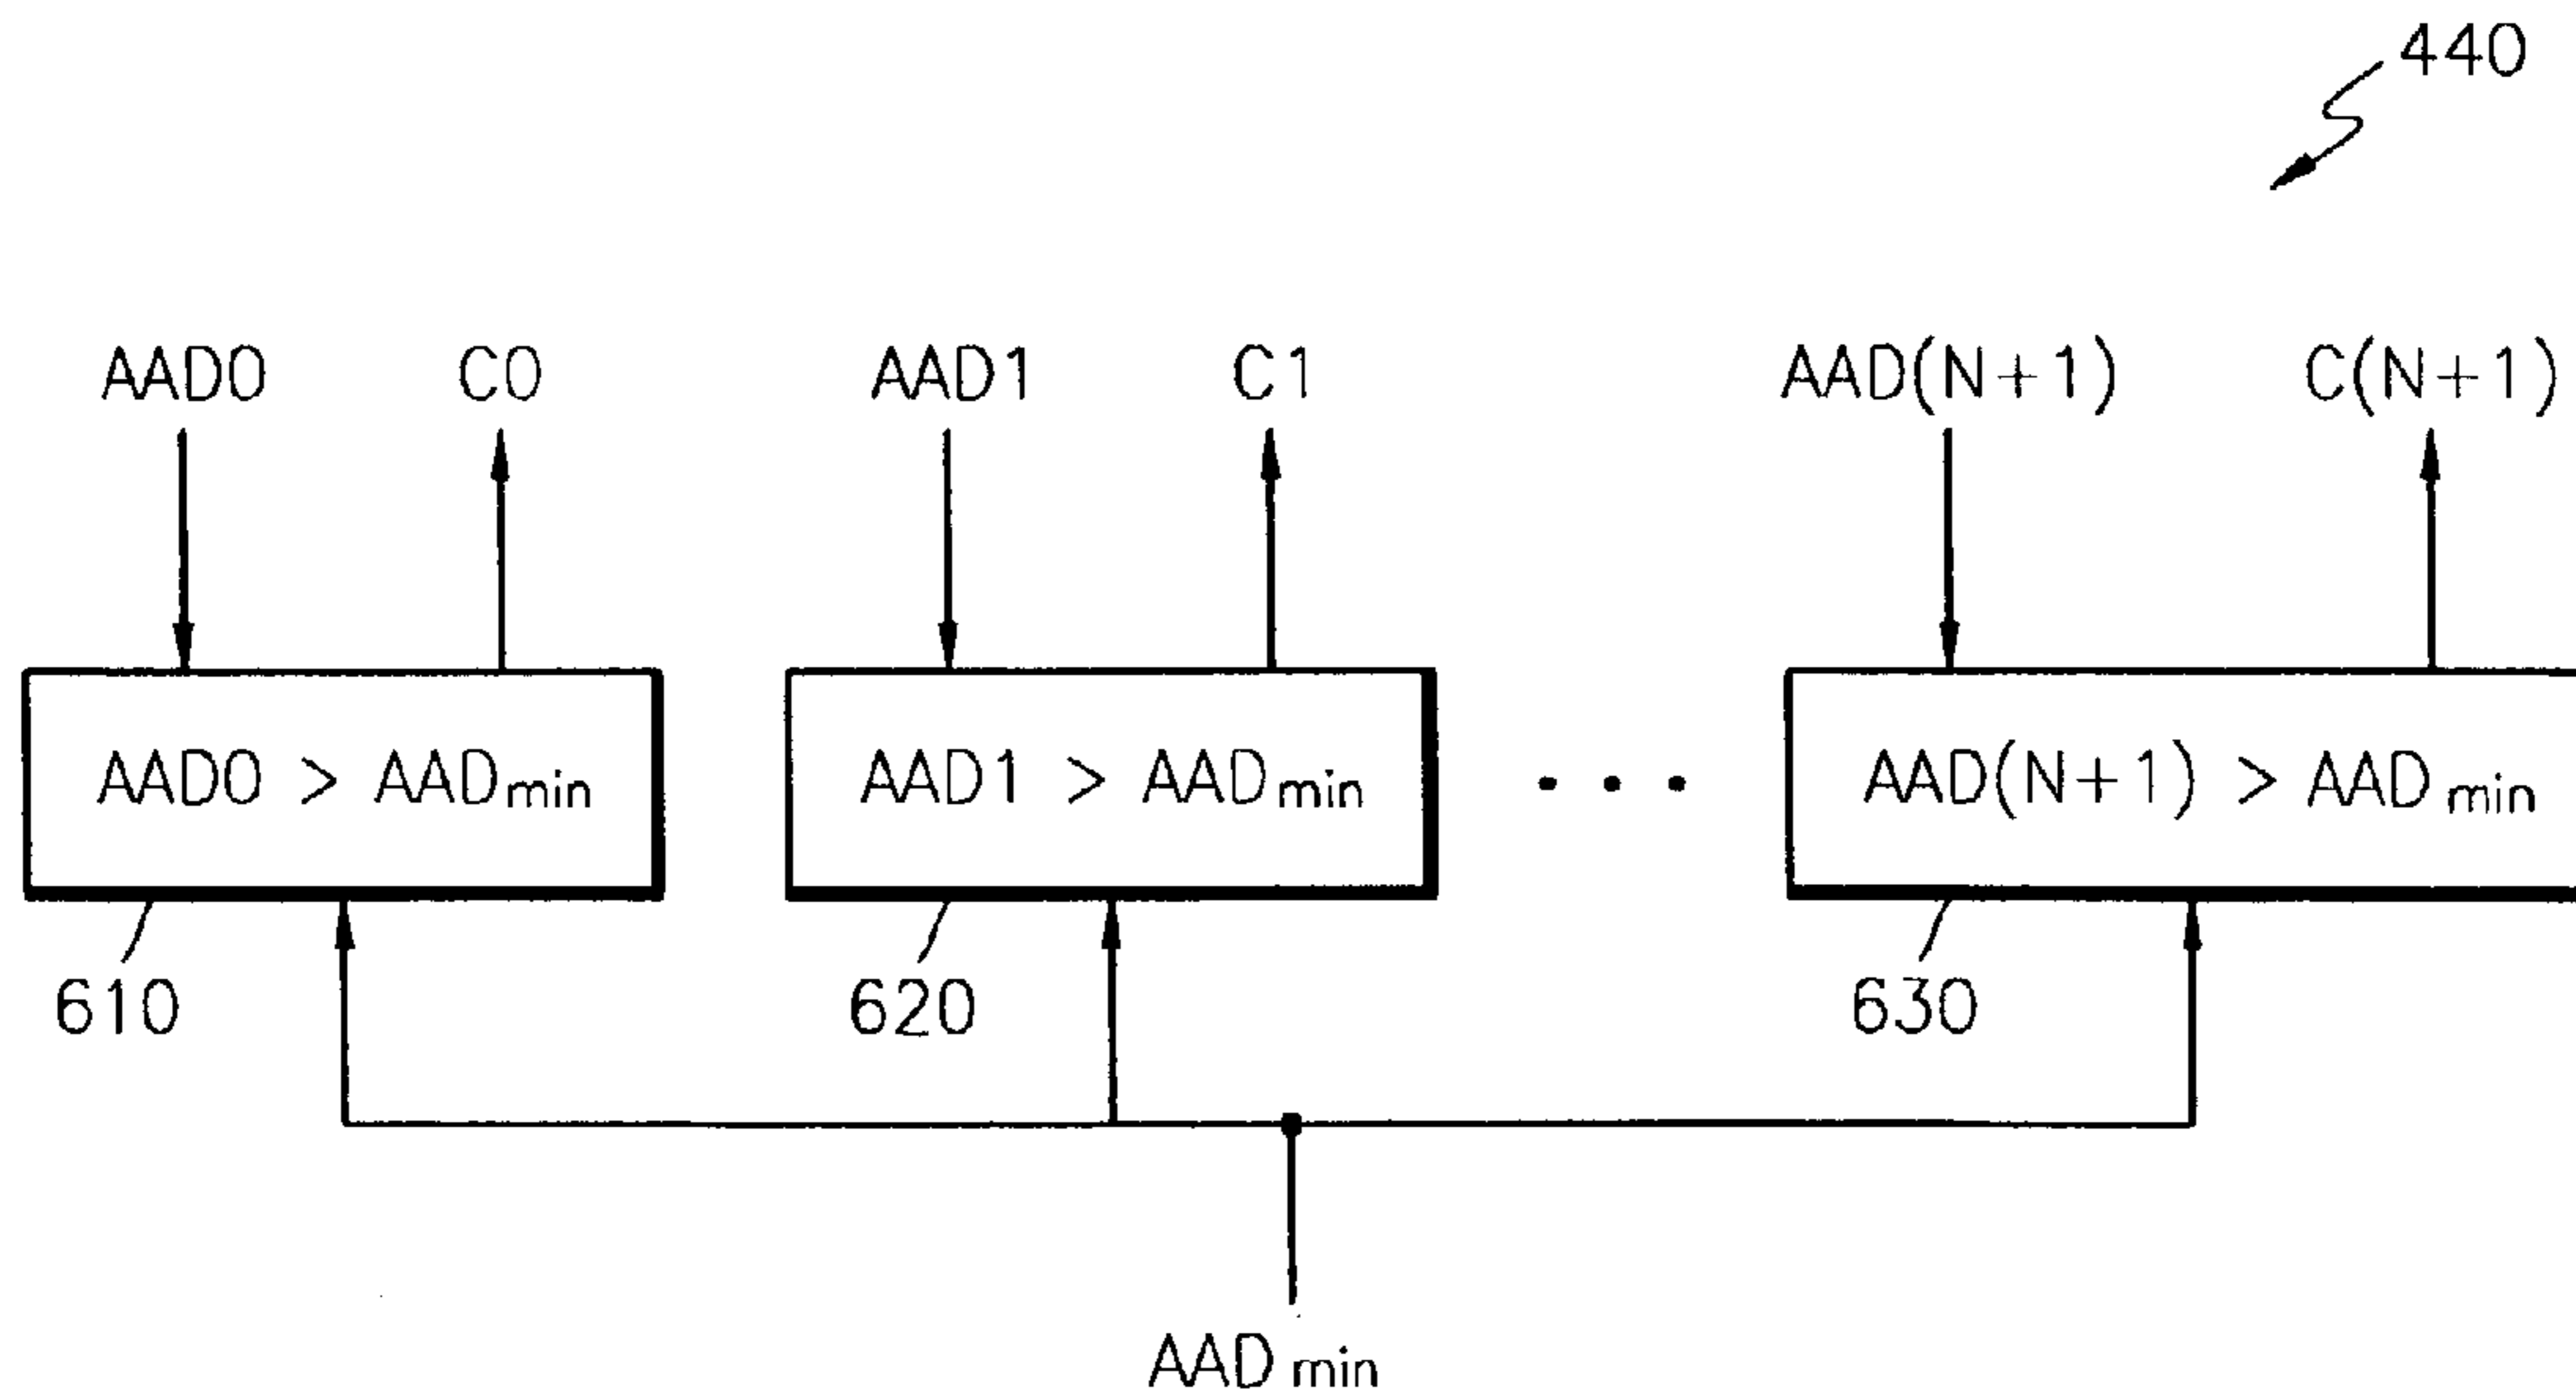 440
AAD0 C0 AAD1 C1 AAD(N+1) C(N+1)
AAD0 > AADmin AAD1 > AADmin • • • AAD(N+1) > AADmin
610 620 630
AADmin